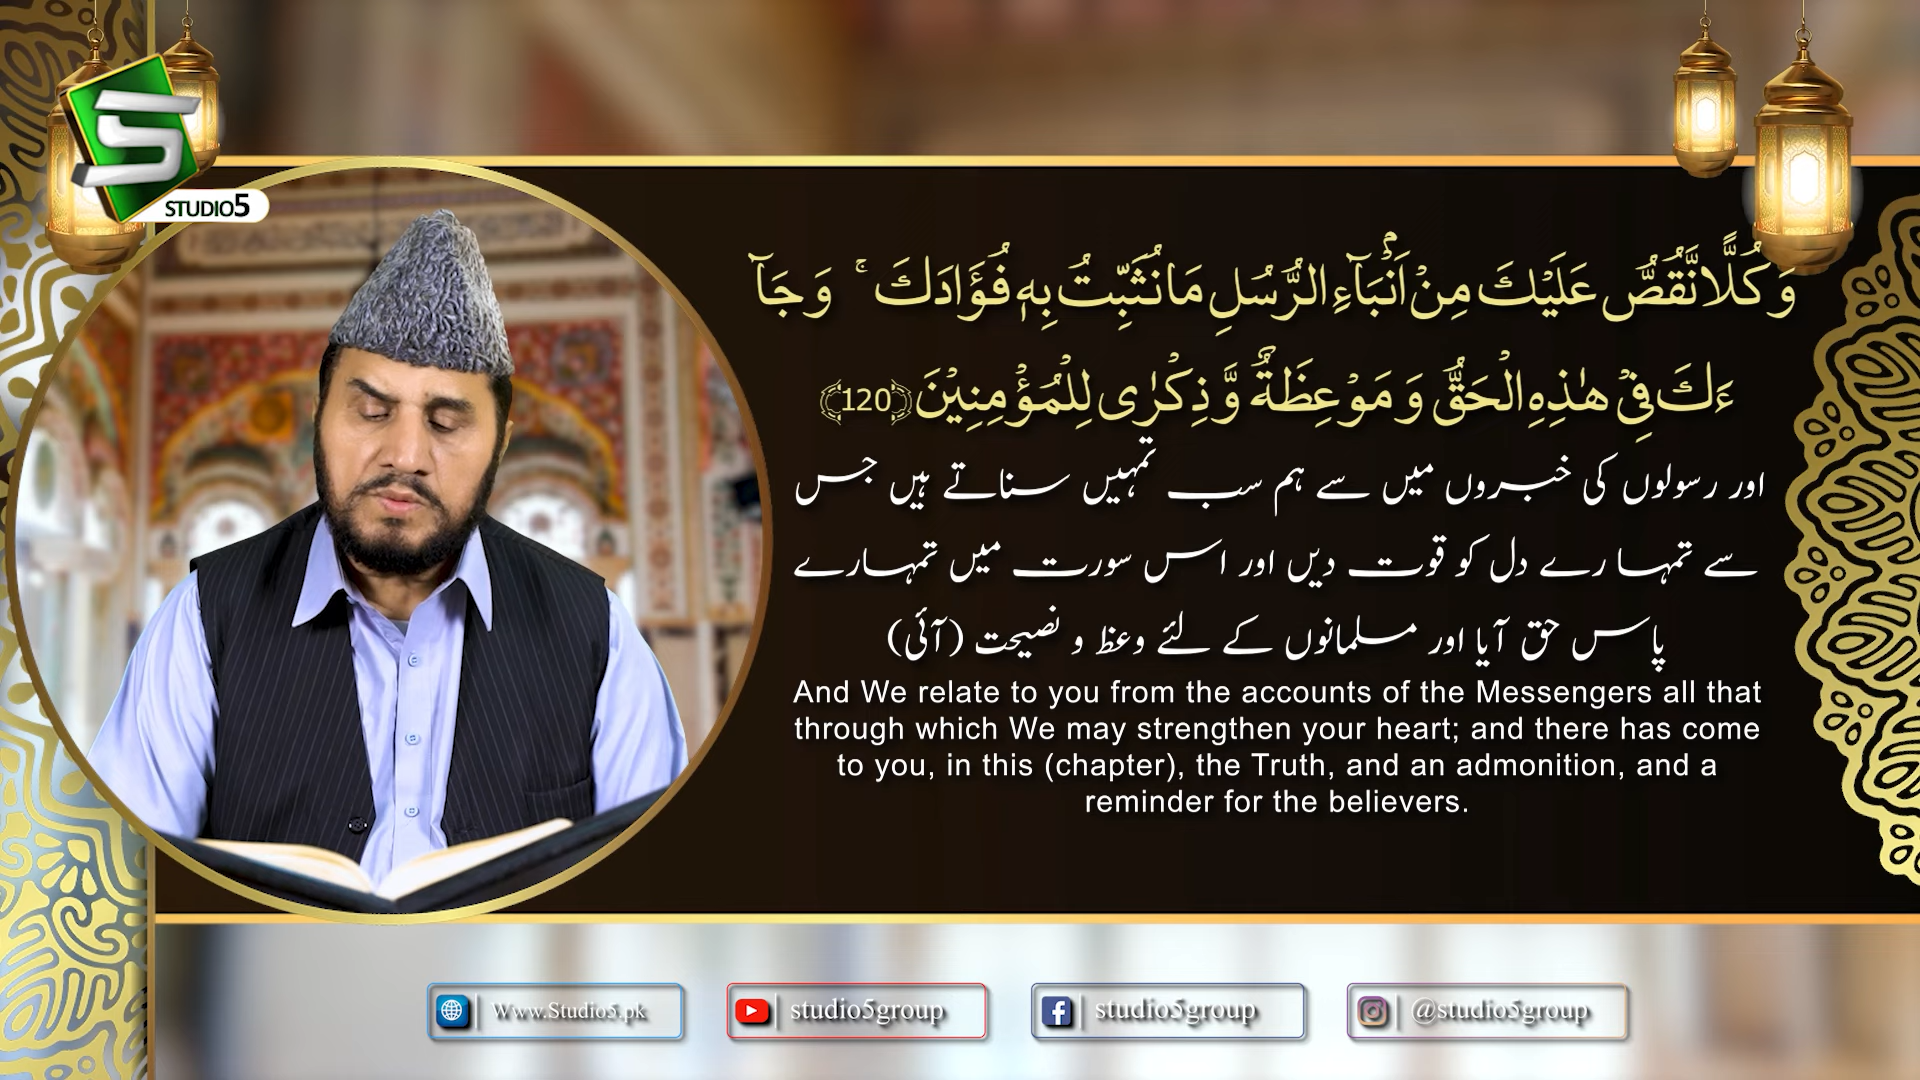 STUDIO5
وَكُلًّا نَّقُصُّ عَلَيْكَ مِنْ اَنْۢبَآءِ الرُّسُلِ مَا نُثَبِّتُ بِهٖ فُؤَادَكَ ۚ وَ جَآ
ءَكَ فِیْ هٰذِهِ الْحَقُّ وَ مَوْعِظَةٌ وَّ ذِكْرٰى لِلْمُؤْمِنِیْنَ ﴿120﴾
اور رسولوں کی خبروں میں سے ہم سب تمہیں سناتے ہیں جس
سے تمہا رے دل کو قوت دیں اور اس سورت میں تمہارے
پاس حق آیا اور مسلمانوں کے لئے وعظ و نصیحت (آئی)
And We relate to you from the accounts of the Messengers all that
through which We may strengthen your heart; and there has come
to you, in this (chapter), the Truth, and an admonition, and a
reminder for the believers.
Www.Studio5.pk
studio5group
studio5group
@studio5group